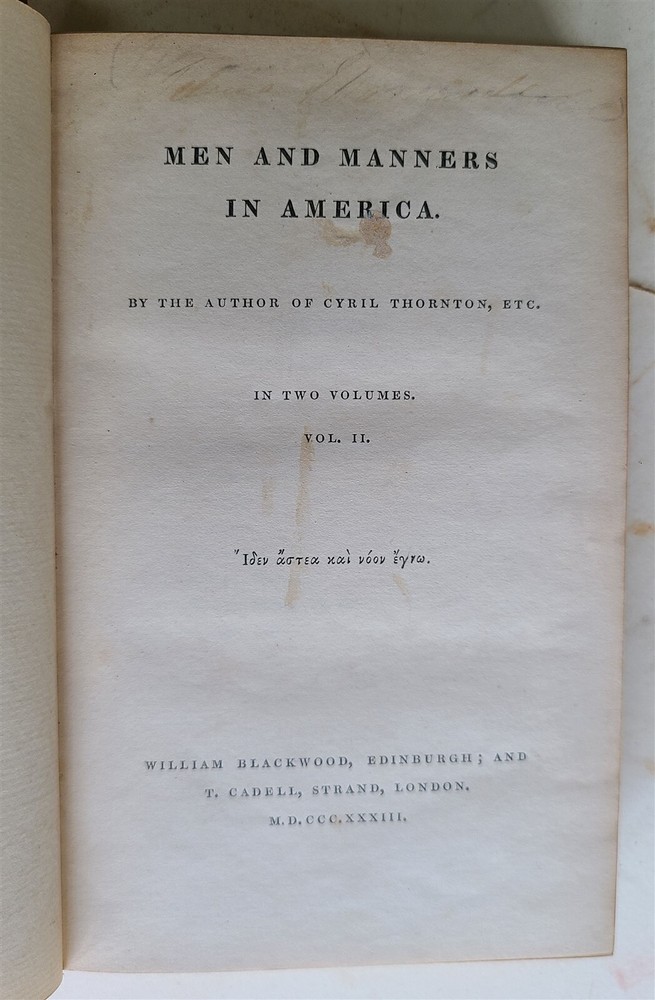 MEN AND MANNERS
IN AMERICA.
BY THE AUTHOR OF CYRIL THORNTON, ETC.
IN TWO VOLUMES.
VOL. II.
Ἴδεν ἄστεα καὶ νόον ἔγνω.
WILLIAM BLACKWOOD, EDINBURGH; AND
T. CADELL, STRAND, LONDON.
M.D.CCC.XXXIII.